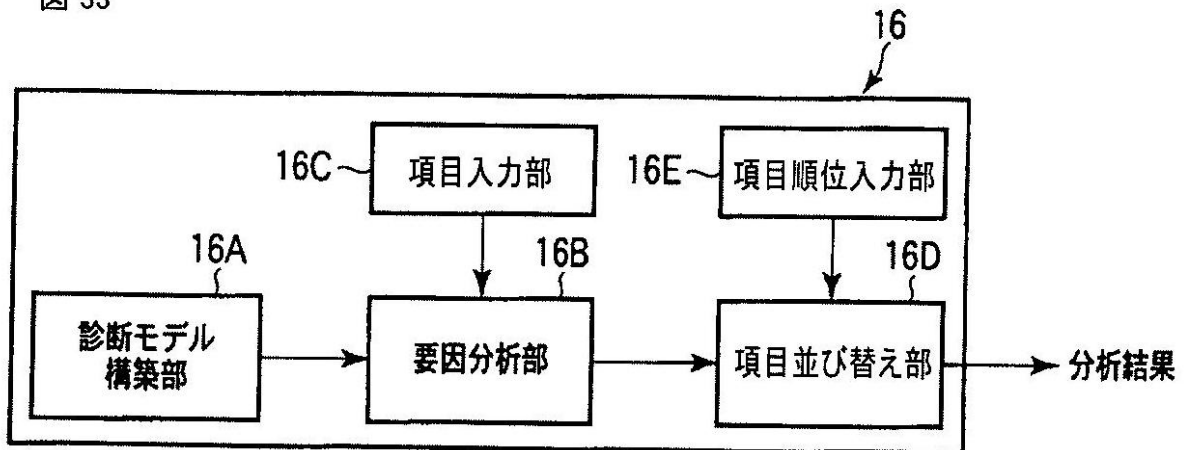 図 33
16
16C
項目入力部
16E
項目順位入力部
16A
16B
16D
診断モデル
構築部
要因分析部
項目並び替え部
分析結果